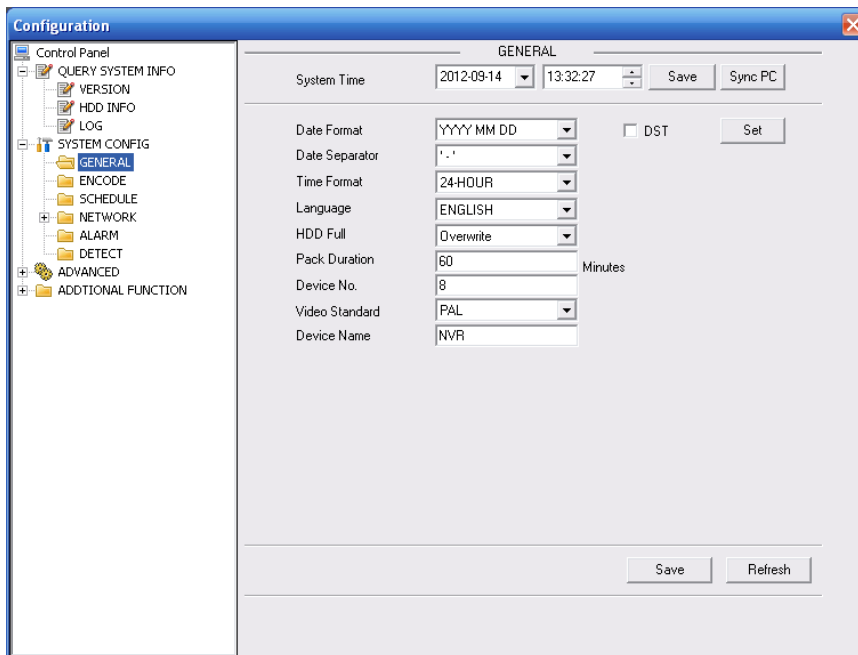 Configuration
Control Panel
QUERY SYSTEM INFO
VERSION
HDD INFO
LOG
SYSTEM CONFIG
GENERAL
ENCODE
SCHEDULE
NETWORK
ALARM
DETECT
ADVANCED
ADDTIONAL FUNCTION
GENERAL
System Time 2012-09-14 13:32:27 Save Sync PC
Date Format YYYY MM DD DST Set
Date Separator '-'
Time Format 24-HOUR
Language ENGLISH
HDD Full Overwrite
Pack Duration 60 Minutes
Device No. 8
Video Standard PAL
Device Name NVR
Save Refresh